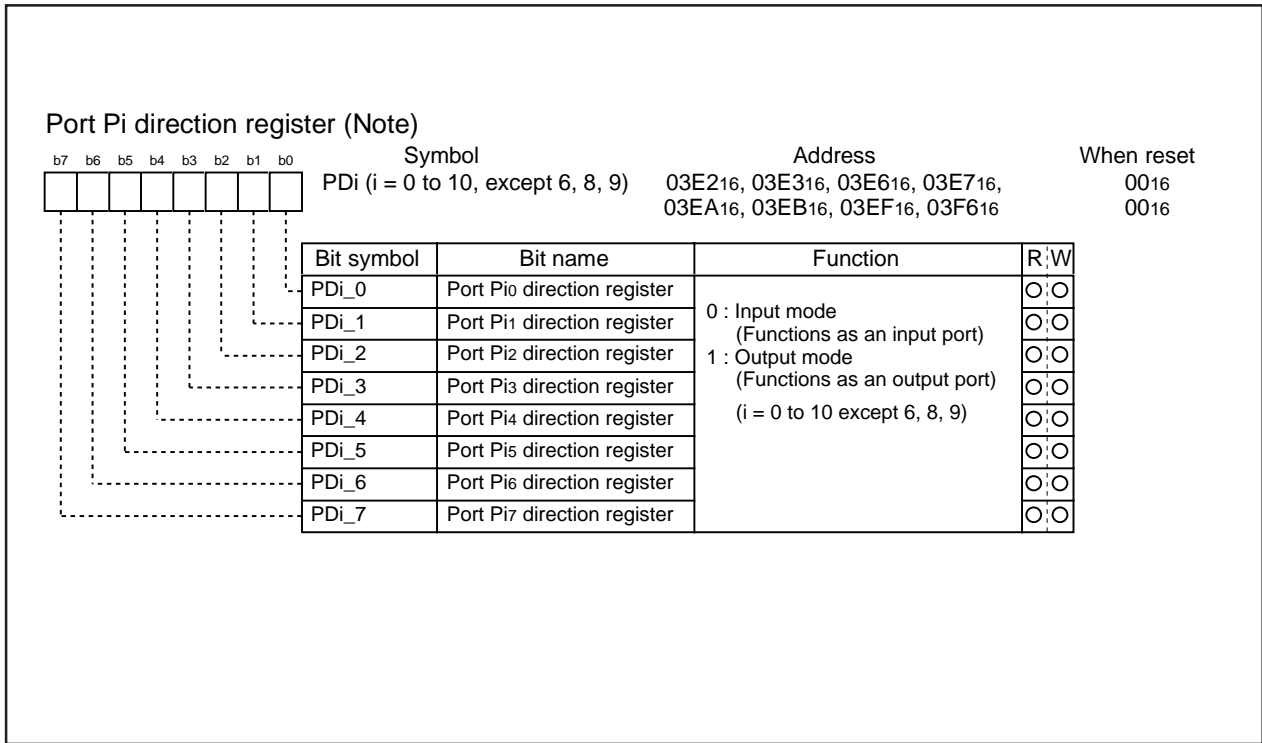 Port Pi direction register (Note)
b7 b6 b5 b4 b3 b2 b1 b0
Symbol Address When reset
PDi (i = 0 to 10, except 6, 8, 9) 03E216, 03E316, 03E616, 03E716, 0016
03EA16, 03EB16, 03EF16, 03F616 0016
Bit symbol Bit name Function R W
PDi_0 Port Pi0 direction register
PDi_1 Port Pi1 direction register
PDi_2 Port Pi2 direction register
PDi_3 Port Pi3 direction register
PDi_4 Port Pi4 direction register
PDi_5 Port Pi5 direction register
PDi_6 Port Pi6 direction register
PDi_7 Port Pi7 direction register
0 : Input mode
(Functions as an input port)
1 : Output mode
(Functions as an output port)
(i = 0 to 10 except 6, 8, 9)